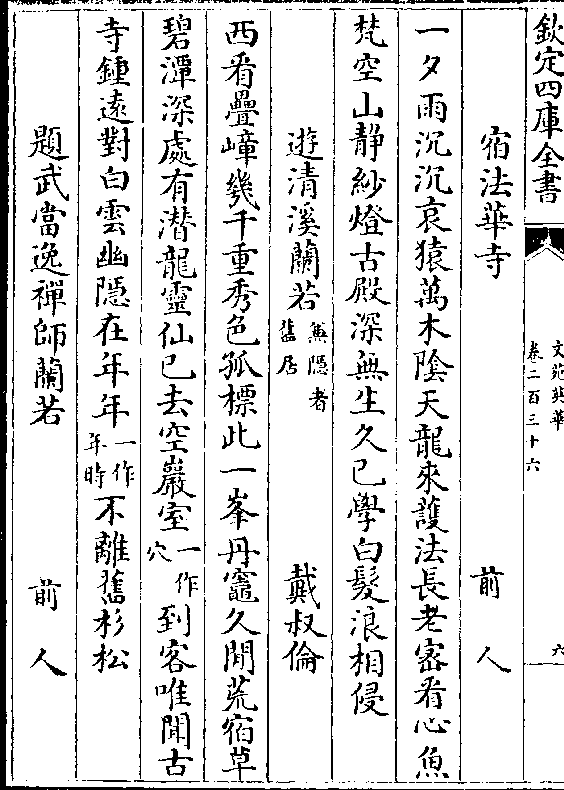 欽定四庫全書
文苑英華
卷二百三十六
六
宿法華寺 前人
一夕雨沉沉哀猿萬木陰天龍來護法長老密看心魚
梵空山静紗燈古殿深無生久已學白髮浪相侵
遊清溪蘭若兼隱者舊居 戴叔倫
西看疊嶂幾千重秀色孤標此一峯丹竈久閒荒宿草
碧潭深處有潜龍靈仙已去空巖室一作穴到客唯聞古
寺鍾遠對白雲幽隱在年年一作年時不離舊杉松
題武當逸禪師蘭若 前人